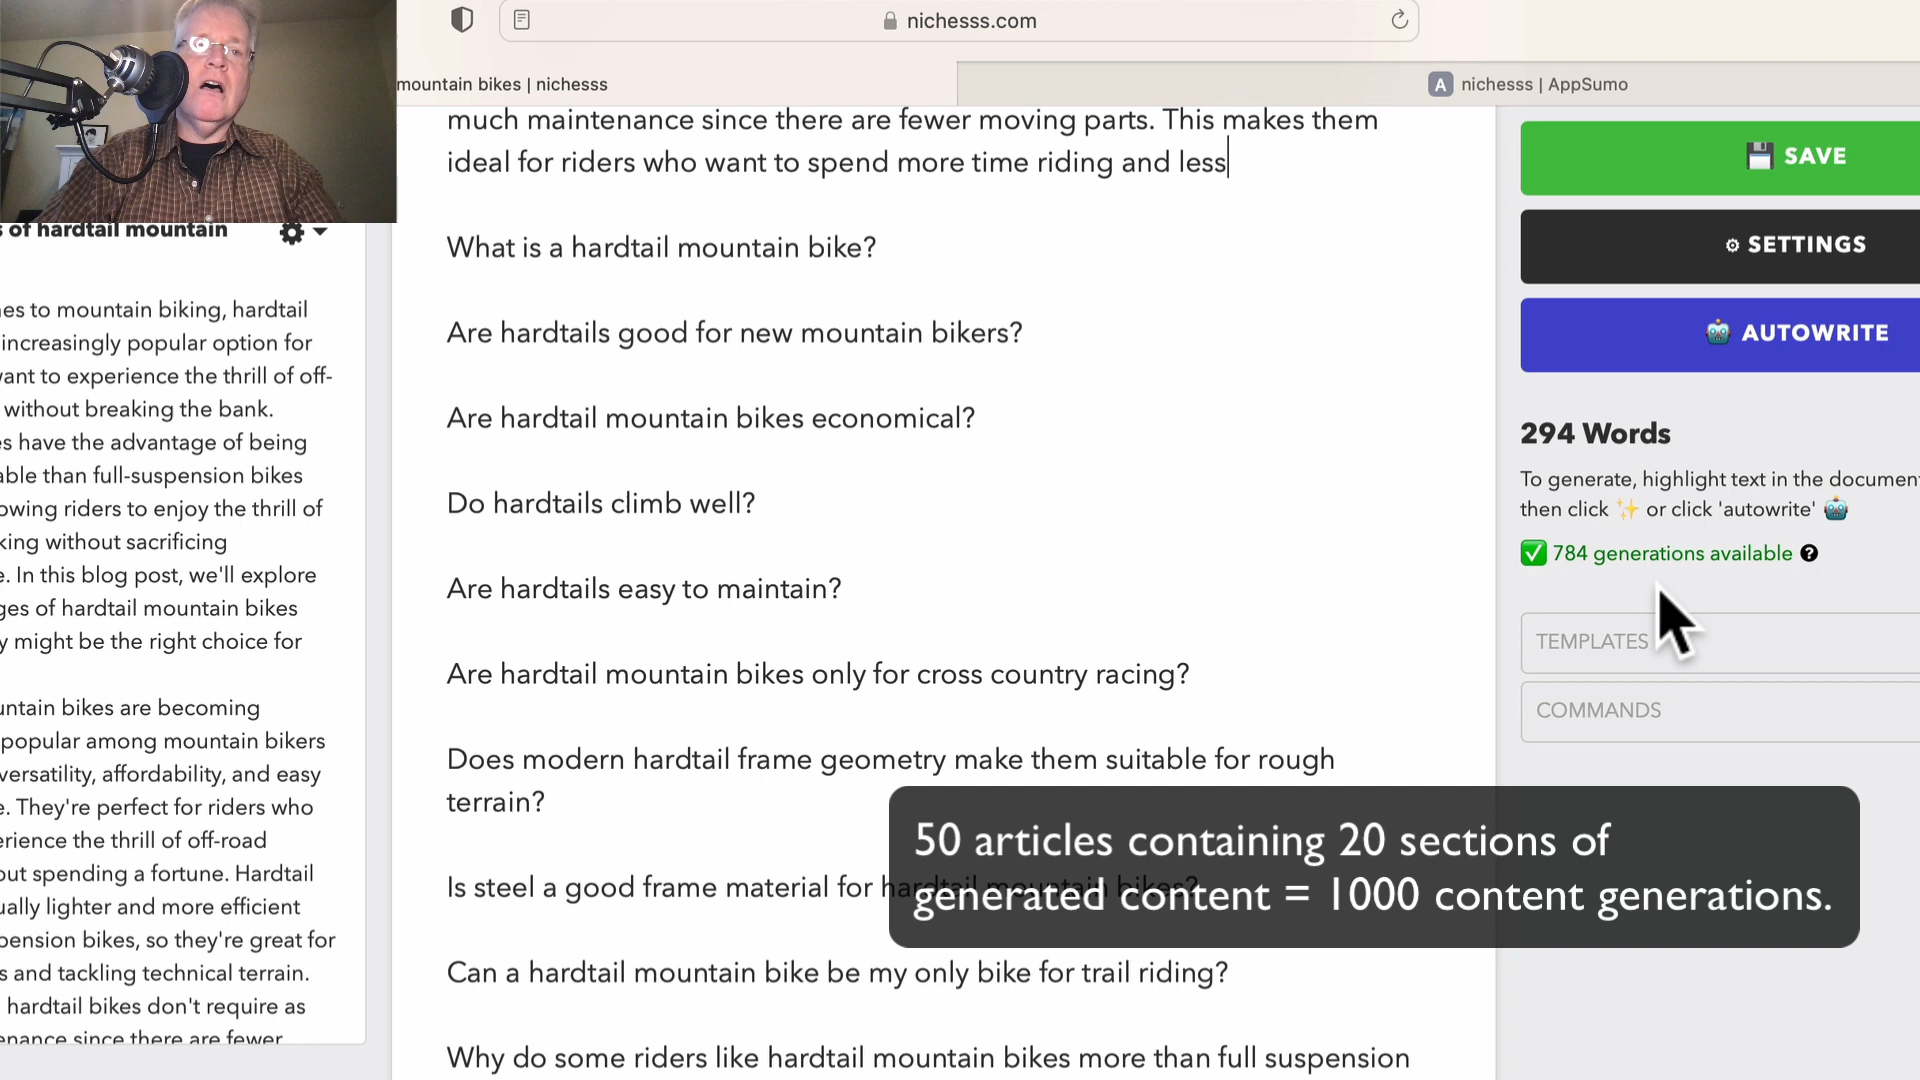 nichesss.com
mountain bikes | nichesss
A nichesss | AppSumo
much maintenance since there are fewer moving parts. This makes them
ideal for riders who want to spend more time riding and less
What is a hardtail mountain bike?
Are hardtails good for new mountain bikers?
Are hardtail mountain bikes economical?
Do hardtails climb well?
Are hardtails easy to maintain?
Are hardtail mountain bikes only for cross country racing?
Does modern hardtail frame geometry make them suitable for rough
terrain?
Is steel a good frame material for hardtail mountain bikes?
Can a hardtail mountain bike be my only bike for trail riding?
Why do some riders like hardtail mountain bikes more than full suspension
s of hardtail mountain
es to mountain biking, hardtail
increasingly popular option for
ant to experience the thrill of off-
without breaking the bank.
s have the advantage of being
able than full-suspension bikes
owing riders to enjoy the thrill of
king without sacrificing
e. In this blog post, we'll explore
ges of hardtail mountain bikes
y might be the right choice for
untain bikes are becoming
popular among mountain bikers
versatility, affordability, and easy
e. They're perfect for riders who
erience the thrill of off-road
out spending a fortune. Hardtail
ually lighter and more efficient
pension bikes, so they're great for
s and tackling technical terrain.
hardtail bikes don't require as
enance since there are fewer
SAVE
SETTINGS
AUTOWRITE
294 Words
To generate, highlight text in the documen
then click ✨ or click 'autowrite' 🤖
784 generations available
TEMPLATES
COMMANDS
50 articles containing 20 sections of
generated content = 1000 content generations.